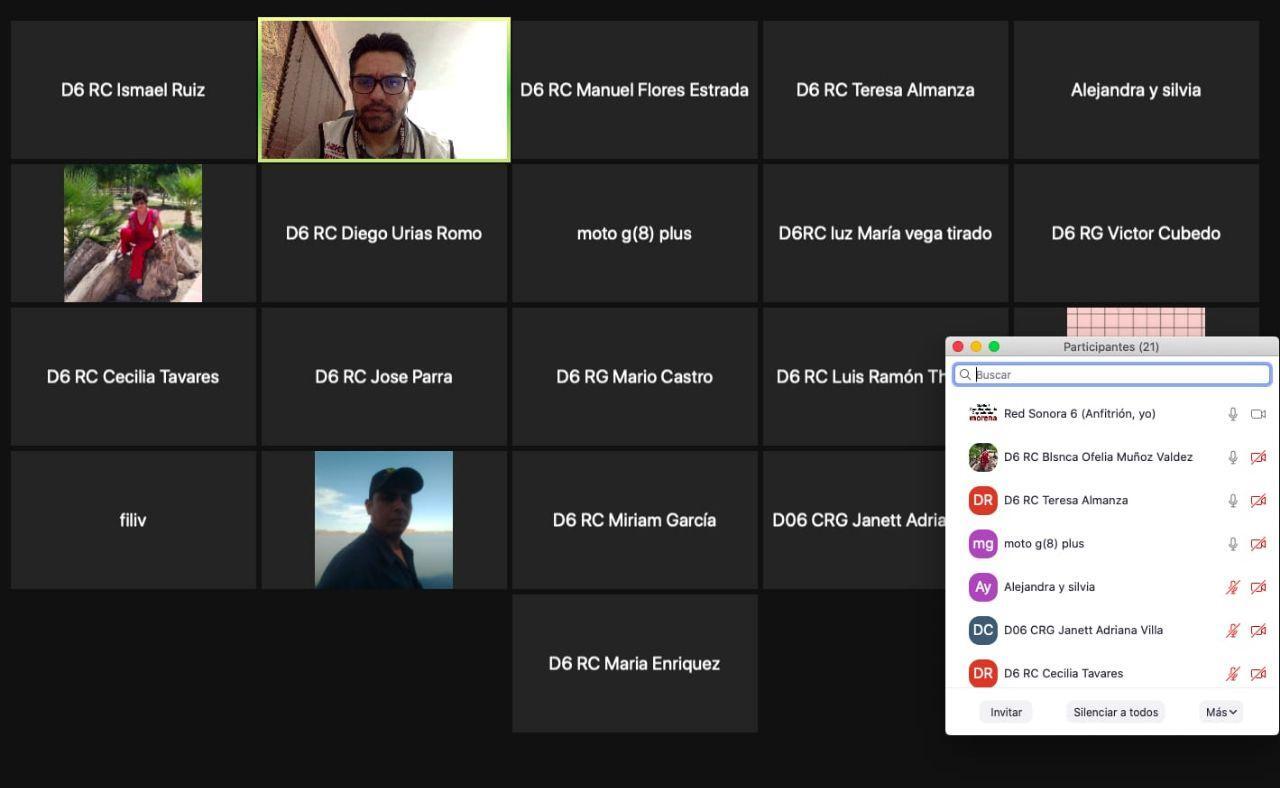 D6 RC Ismael Ruiz
D6 RC Manuel Flores Estrada
D6 RC Teresa Almanza
Alejandra y silvia
D6 RC Diego Urias Romo
moto g(8) plus
D6RC luz María vega tirado
D6 RG Victor Cubedo
D6 RC Cecilia Tavares
D6 RC Jose Parra
D6 RG Mario Castro
D6 RC Luis Ramón Th
filiv
D6 RC Miriam García
D06 CRG Janett Adria
D6 RC Maria Enriquez
Participantes (21)
Buscar
morena
Red Sonora 6 (Anfitrión, yo)
D6 RC Blsnca Ofelia Muñoz Valdez
DR
D6 RC Teresa Almanza
mg
moto g(8) plus
Ay
Alejandra y silvia
DC
D06 CRG Janett Adriana Villa
DR
D6 RC Cecilia Tavares
Invitar
Silenciar a todos
Más